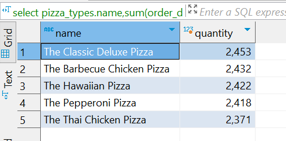 select pizza_types.name,sum(order_d
Enter a SQL express
Grid
Text
name
quantity
1 The Classic Deluxe Pizza 2,453
2 The Barbecue Chicken Pizza 2,432
3 The Hawaiian Pizza 2,422
4 The Pepperoni Pizza 2,418
5 The Thai Chicken Pizza 2,371